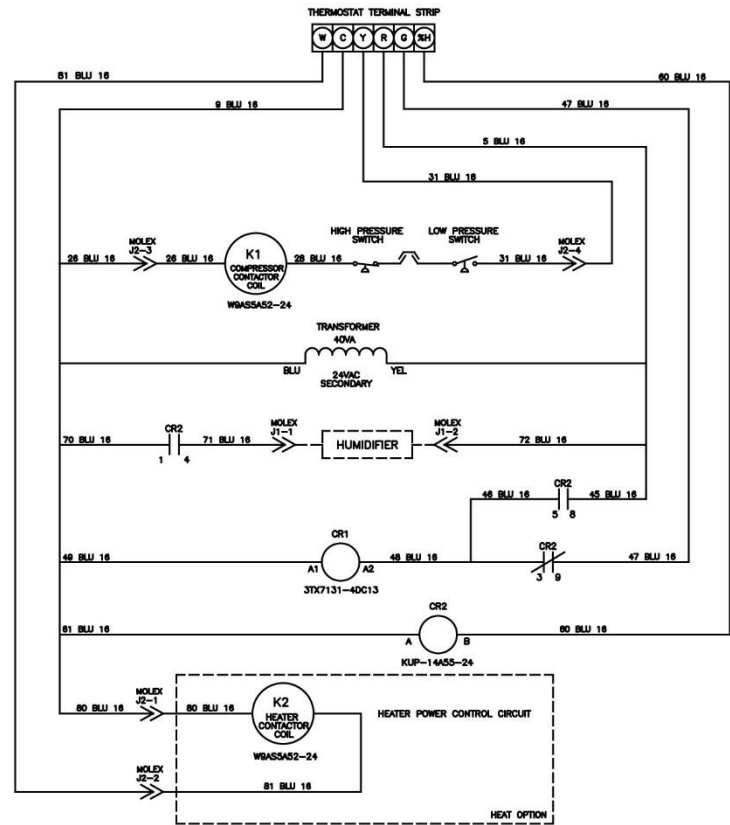 THERMOSTAT TERMINAL STRIP
W C Y R G %H
81 BLU 16
60 BLU 16
9 BLU 16
47 BLU 16
5 BLU 16
31 BLU 16
HIGH PRESSURE
SWITCH
LOW PRESSURE
SWITCH
MOLEX
J2-3
MOLEX
J2-4
26 BLU 16
26 BLU 16
K1
COMPRESSOR
CONTACTOR
COIL
28 BLU 16
31 BLU 16
W9AS5A52-24
TRANSFORMER
40VA
BLU
YEL
24VAC
SECONDARY
70 BLU 16
CR2
1 4
71 BLU 16
MOLEX
J1-1
HUMIDIFIER
MOLEX
J1-2
72 BLU 16
46 BLU 16
CR2
5 8
45 BLU 16
49 BLU 16
CR1
A1 A2
3TX7131-4DC13
48 BLU 16
CR2
3 9
47 BLU 16
61 BLU 16
CR2
A B
KUP-14A55-24
60 BLU 16
80 BLU 16
MOLEX
J2-1
80 BLU 16
K2
HEATER
CONTACTOR
COIL
W9AS5A52-24
HEATER POWER CONTROL CIRCUIT
MOLEX
J2-2
81 BLU 16
HEAT OPTION